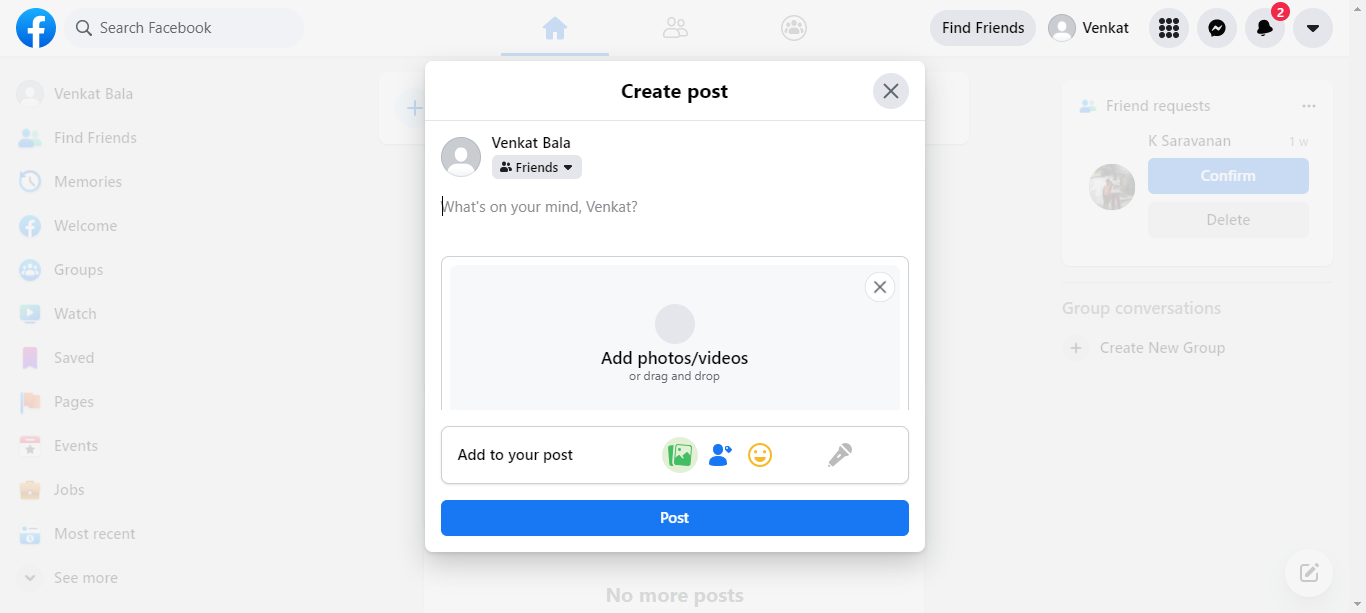 Search Facebook
Find Friends
Venkat
2
Venkat Bala
Find Friends
Memories
Welcome
Groups
Watch
Saved
Pages
Events
Jobs
Most recent
See more
Create post
Venkat Bala
Friends
What's on your mind, Venkat?
Add photos/videos
or drag and drop
Add to your post
Post
No more posts
Friend requests
K Saravanan 1 w
Confirm
Delete
Group conversations
Create New Group